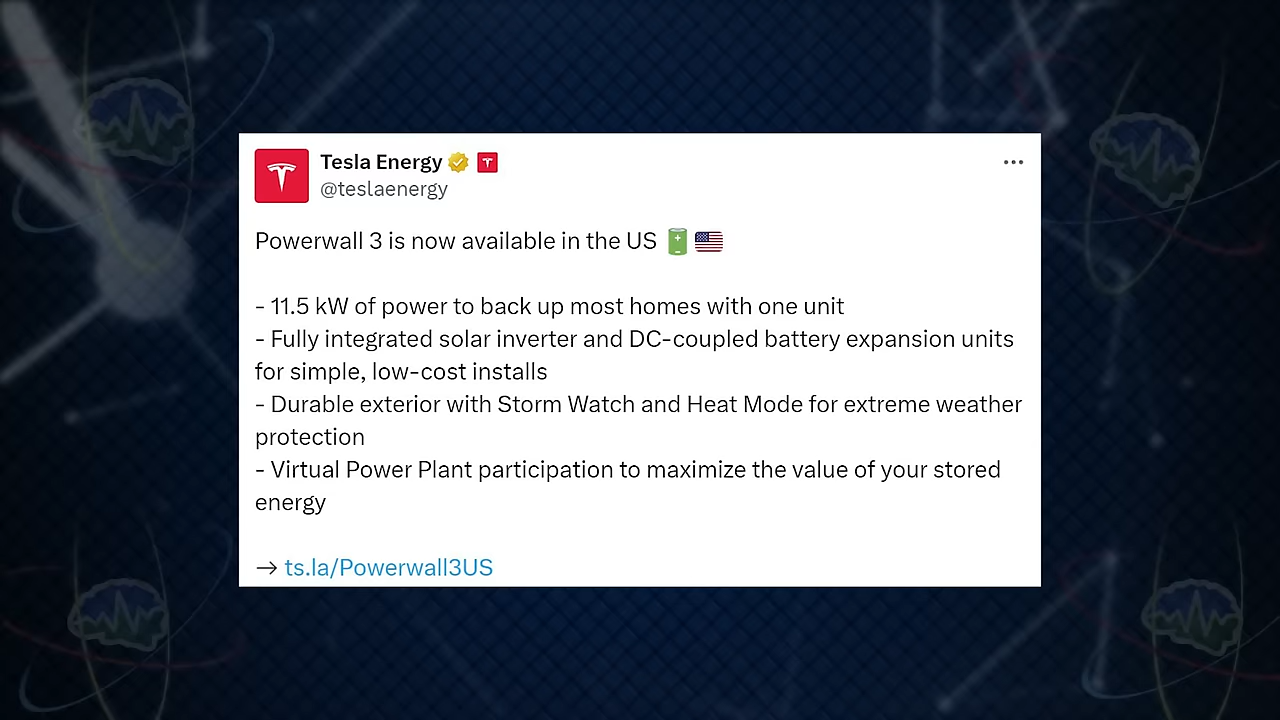 Tesla Energy
@teslaenergy
Powerwall 3 is now available in the US
- 11.5 kW of power to back up most homes with one unit
- Fully integrated solar inverter and DC-coupled battery expansion units
for simple, low-cost installs
- Durable exterior with Storm Watch and Heat Mode for extreme weather
protection
- Virtual Power Plant participation to maximize the value of your stored
energy
→ ts.la/Powerwall3US